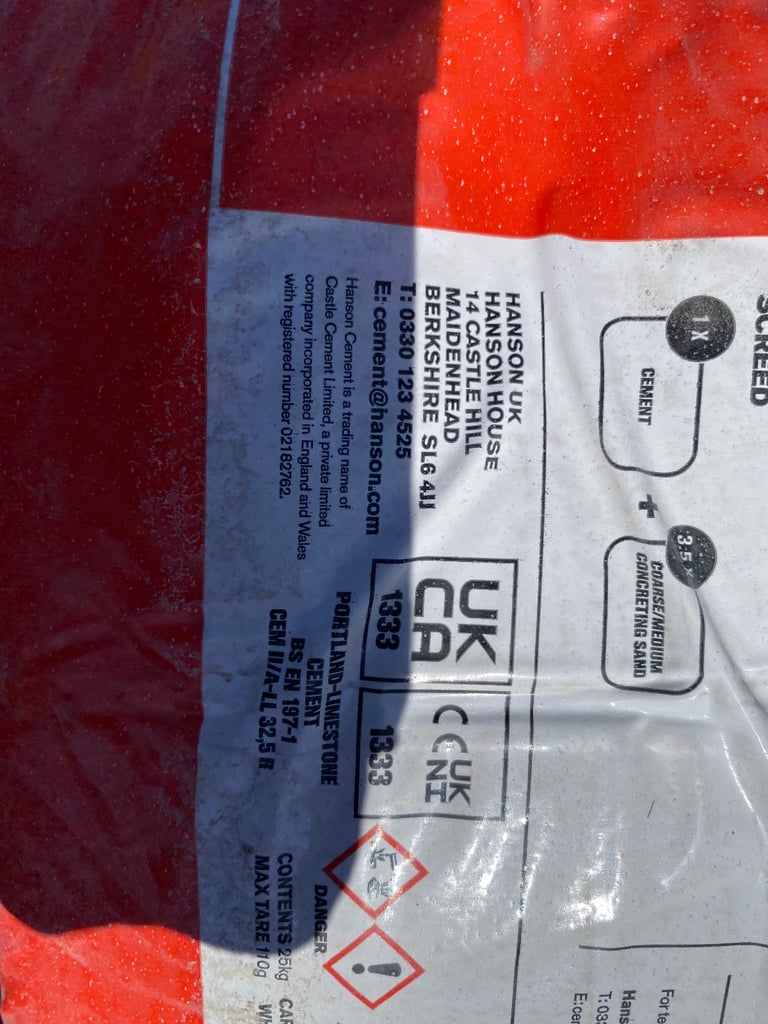 SCREED
1 X
CEMENT
+
3.5 X
COARSE/MEDIUM
CONCRETING SAND
HANSON UK
HANSON HOUSE
14 CASTLE HILL
MAIDENHEAD
BERKSHIRE SL6 4JJ
T: 0330 123 4525
E: cement@hanson.com
Hanson Cement is a trading name of
Castle Cement Limited, a private limited
company incorporated in England and Wales
with registered number 02182762.
UK
CA
1333
CE UK
NI
1333
PORTLAND-LIMESTONE
CEMENT
BS EN 197-1
CEM II/A-LL 32,5 R
DANGER
CONTENTS 25kg
MAX TARE 110g
For te
Hans
T: 033
E:cer